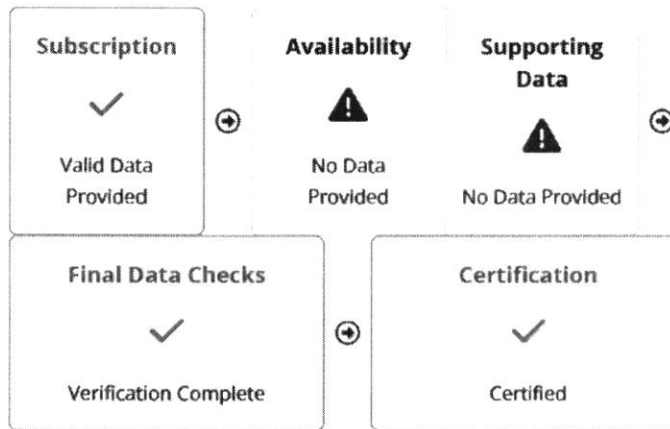 Subscription
Valid Data
Provided
Availability
No Data
Provided
Supporting
Data
No Data Provided
Final Data Checks
Verification Complete
Certification
Certified